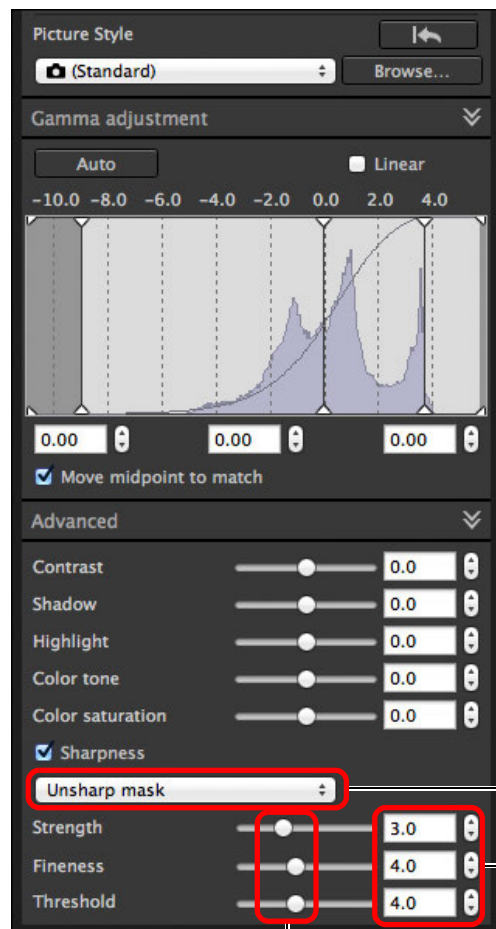 Picture Style
(Standard) Browse...
Gamma adjustment
Auto Linear
-10.0 -8.0 -6.0 -4.0 -2.0 0.0 2.0 4.0
0.00 0.00 0.00
Move midpoint to match
Advanced
Contrast 0.0
Shadow 0.0
Highlight 0.0
Color tone 0.0
Color saturation 0.0
Sharpness
Unsharp mask
Strength 3.0
Fineness 4.0
Threshold 4.0